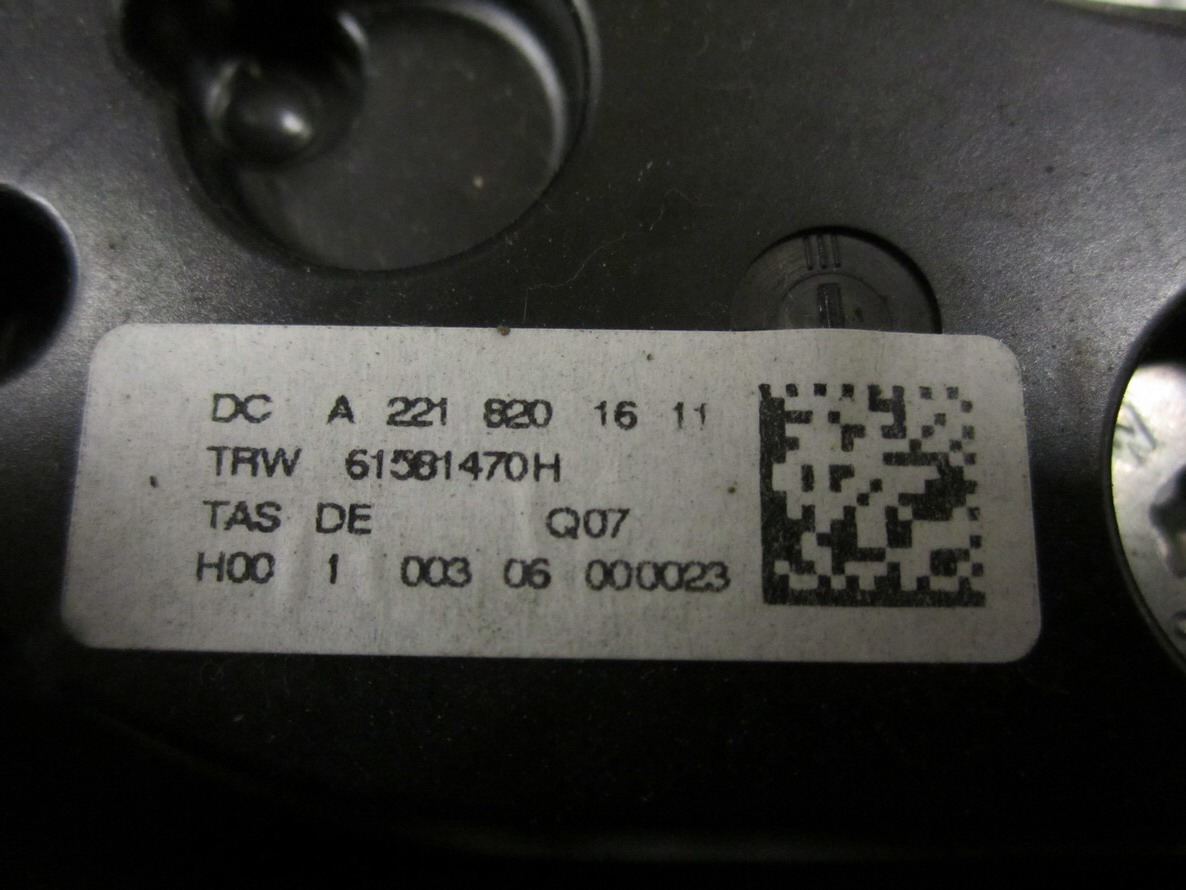 DC A 221 820 16 11
TRW 61581470H
TAS DE Q07
H00 1 003 06 000023